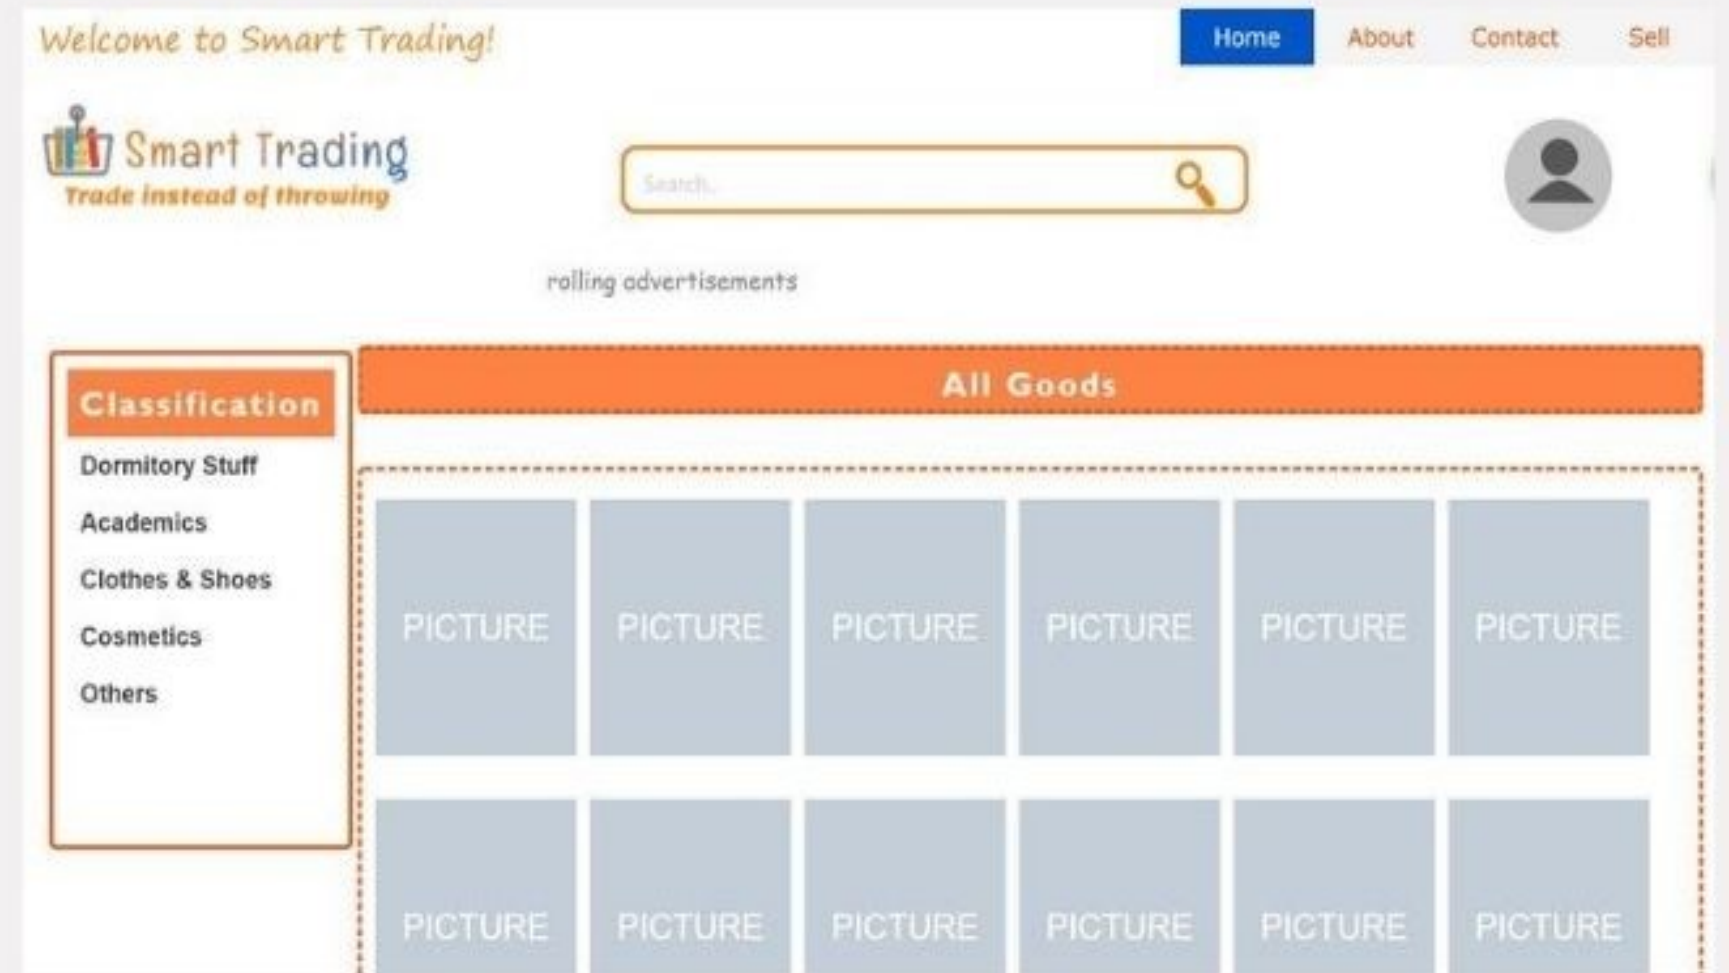 Welcome to Smart Trading!
Home About Contact Sell
Smart Trading
Trade instead of throwing
Search..
rolling advertisements
Classification
Dormitory Stuff
Academics
Clothes & Shoes
Cosmetics
Others
All Goods
PICTURE PICTURE PICTURE PICTURE PICTURE PICTURE
PICTURE PICTURE PICTURE PICTURE PICTURE PICTURE